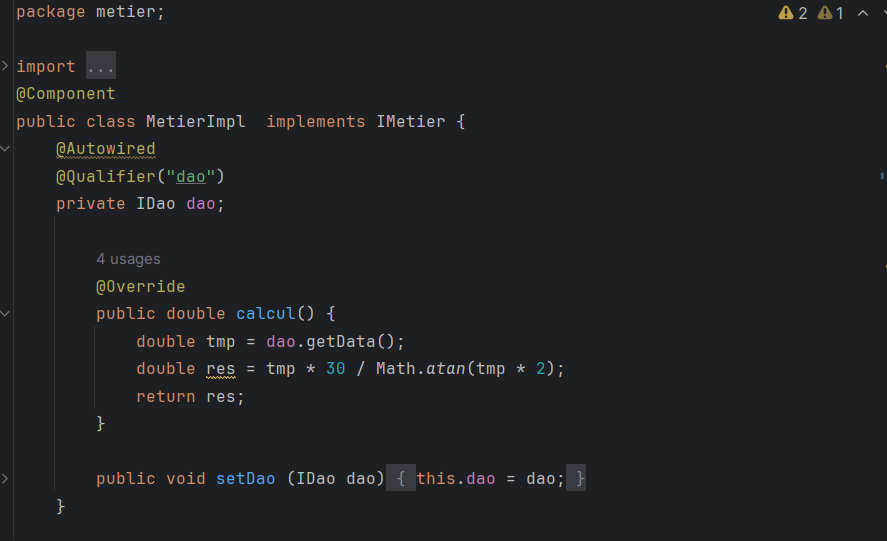 package metier;
2 1
import ...
@Component
public class MetierImpl  implements IMetier {
    @Autowired
    @Qualifier("dao")
    private IDao dao;

        4 usages
        @Override
        public double calcul() {
            double tmp = dao.getData();
            double res = tmp * 30 / Math.atan(tmp * 2);
            return res;
        }

        public void setDao (IDao dao) { this.dao = dao; }
    }